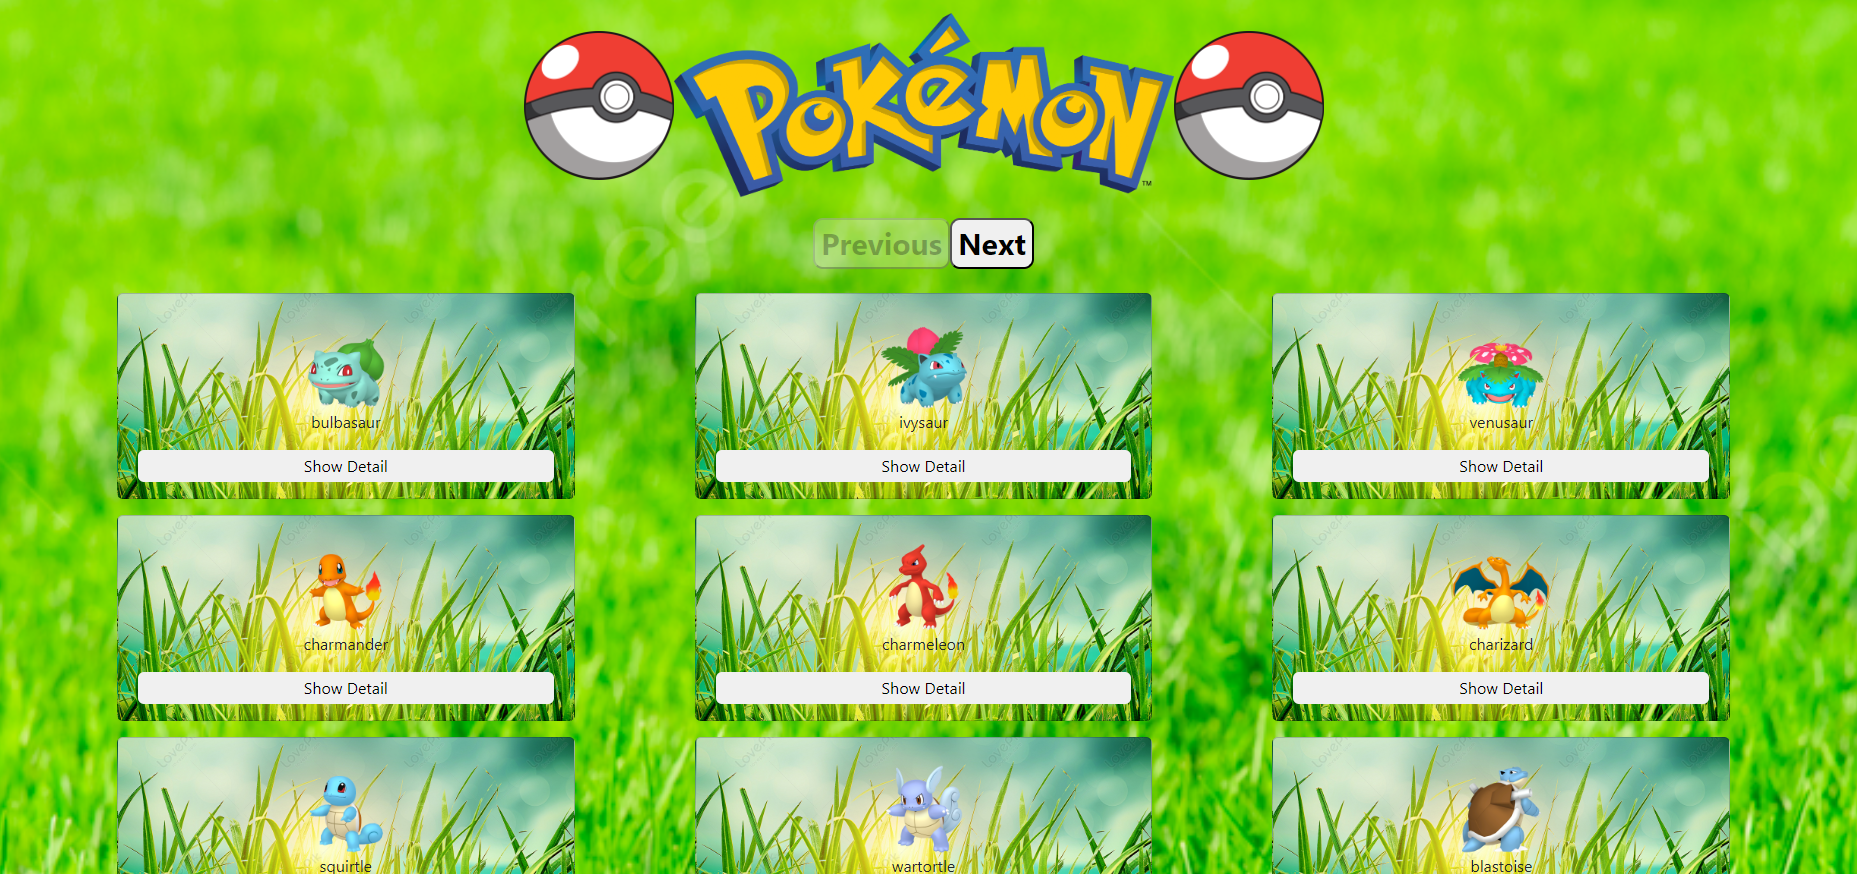 POKéMON
TM
Previous Next
bulbasaur ivysaur venusaur
Show Detail Show Detail Show Detail
charmander charmeleon charizard
Show Detail Show Detail Show Detail
squirtle wartortle blastoise